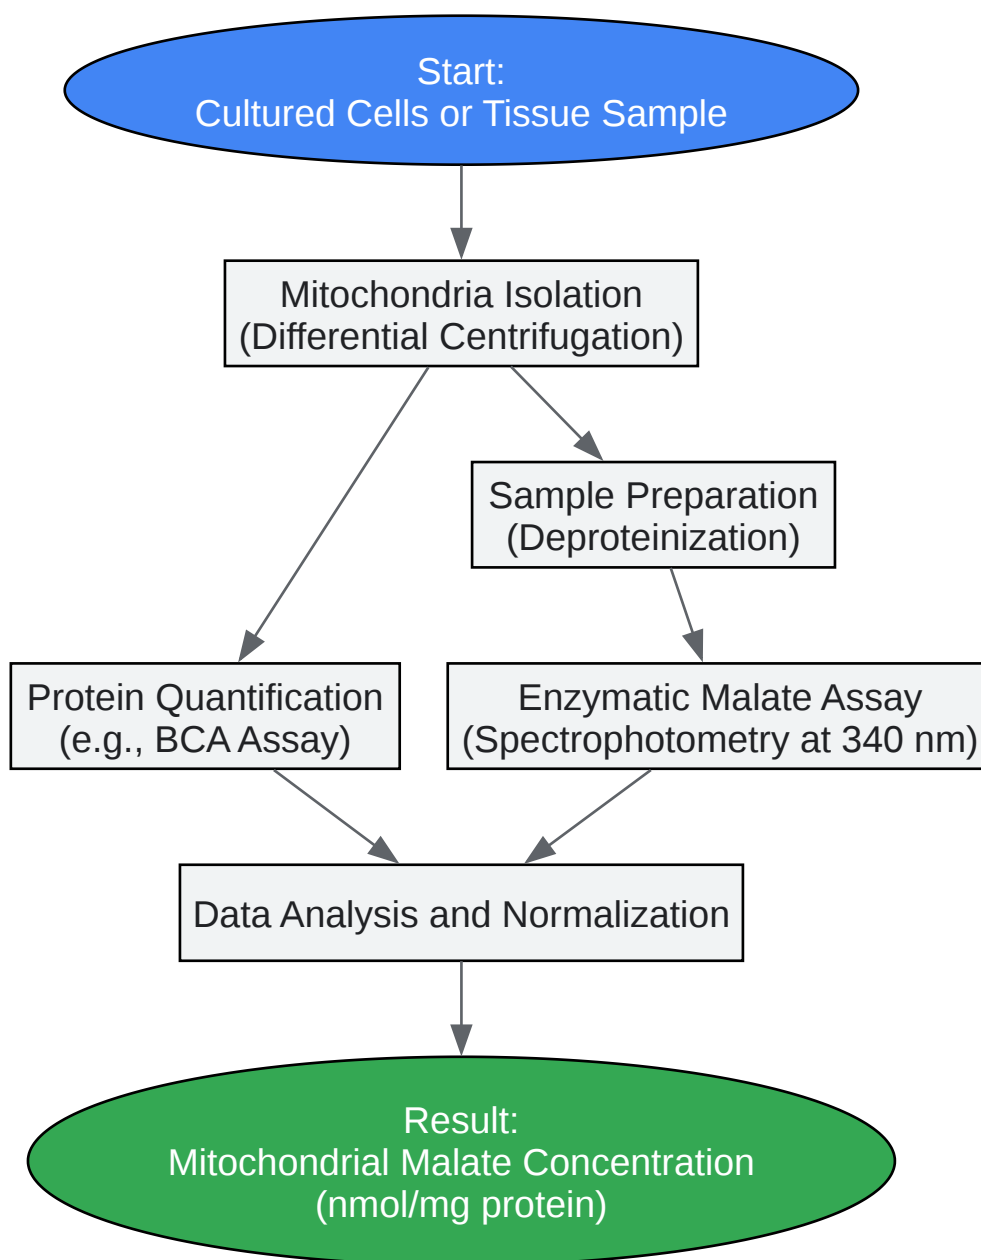 Start:
Cultured Cells or Tissue Sample
Mitochondria Isolation
(Differential Centrifugation)
Sample Preparation
(Deproteinization)
Protein Quantification
(e.g., BCA Assay)
Enzymatic Malate Assay
(Spectrophotometry at 340 nm)
Data Analysis and Normalization
Result:
Mitochondrial Malate Concentration
(nmol/mg protein)